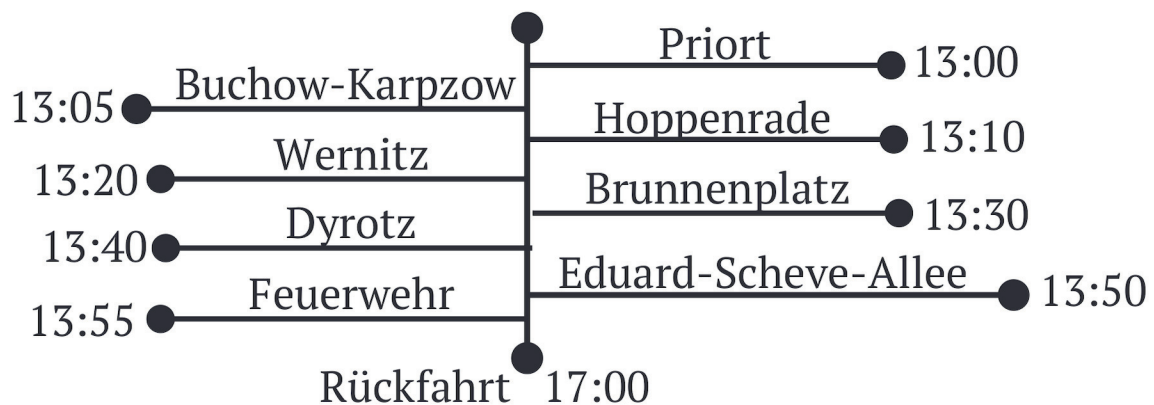 Priort 13:00
13:05 Buchow-Karpzow
Hoppenrade 13:10
13:20 Wernitz
Brunnenplatz 13:30
13:40 Dyrotz
Eduard-Scheve-Allee 13:50
13:55 Feuerwehr
Rückfahrt 17:00